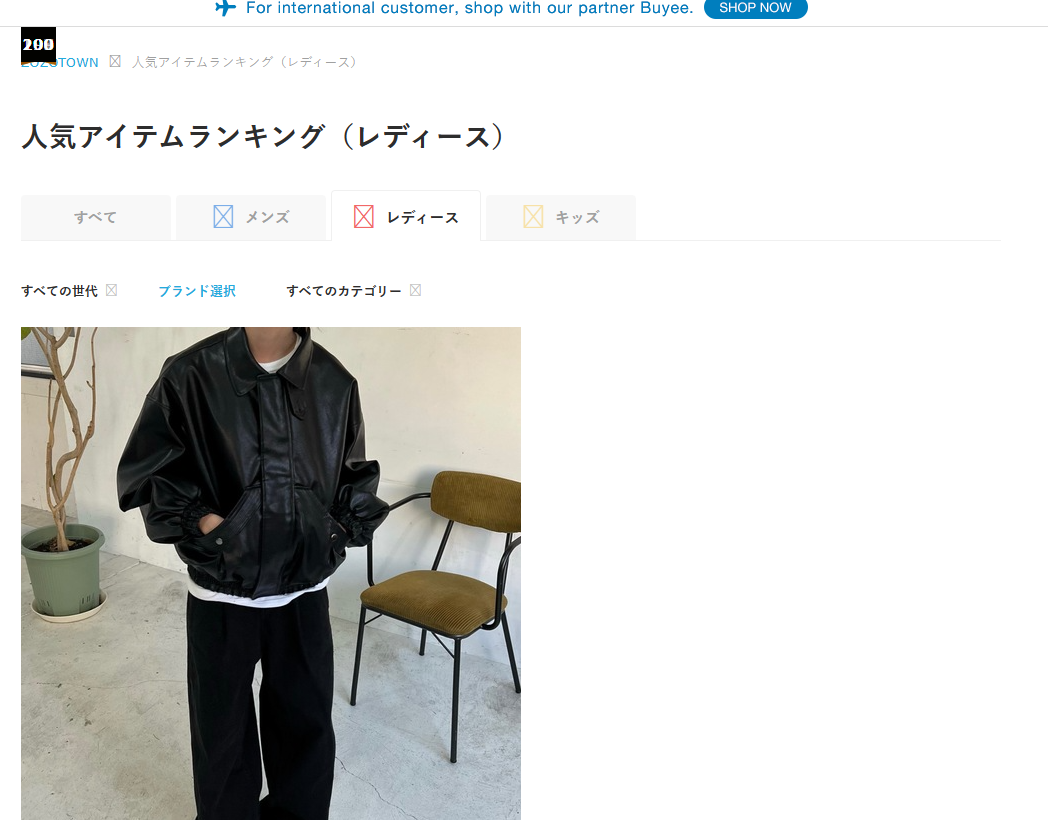 For international customer, shop with our partner Buyee. SHOP NOW
ZOZOTOWN 人気アイテムランキング（レディース）
人気アイテムランキング（レディース）
すべて メンズ レディース キッズ
すべての世代 ブランド選択 すべてのカテゴリー